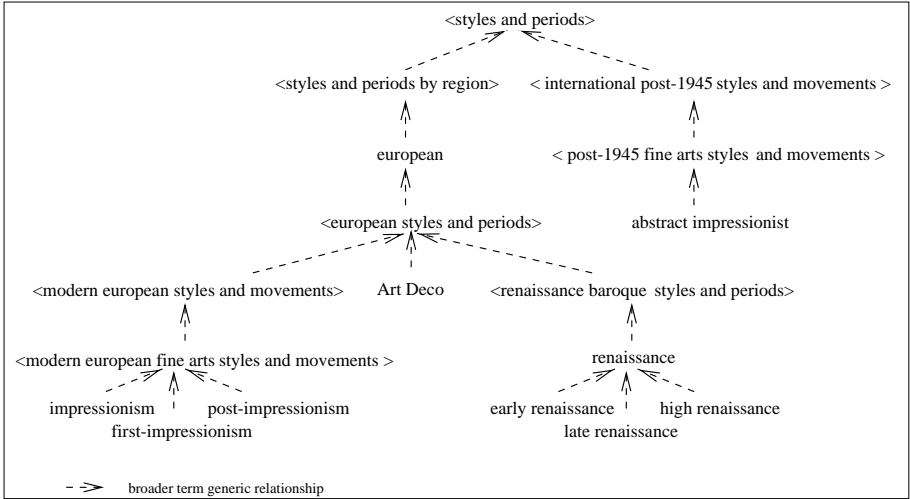 <styles and periods>
<styles and periods by region>
< international post-1945 styles and movements >
european
< post-1945 fine arts styles and movements >
<european styles and periods>
abstract impressionist
<modern european styles and movements>
Art Deco
<renaissance baroque styles and periods>
<modern european fine arts styles and movements >
renaissance
impressionism
post-impressionism
first-impressionism
early renaissance
high renaissance
late renaissance
broader term generic relationship